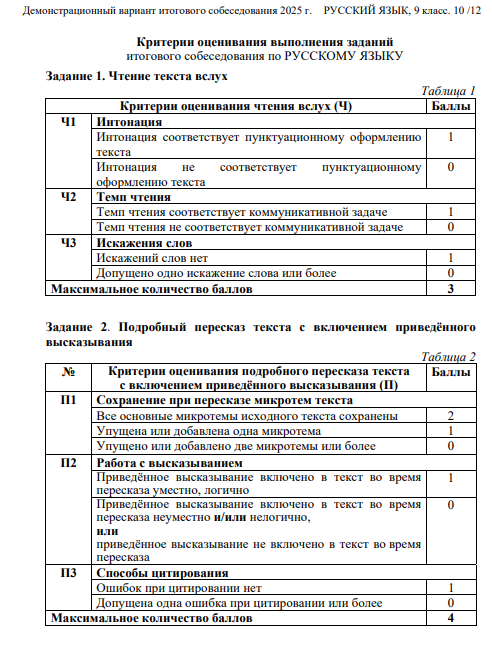 Демонстрационный вариант итогового собеседования 2025 г. РУССКИЙ ЯЗЫК, 9 класс. 10 /12
Критерии оценивания выполнения заданий
итогового собеседования по РУССКОМУ ЯЗЫКУ
Задание 1. Чтение текста вслух
Таблица 1
Критерии оценивания чтения вслух (Ч) Баллы
Ч1 Интонация
Интонация соответствует пунктуационному оформлению 1
текста
Интонация не соответствует пунктуационному 0
оформлению текста
Ч2 Темп чтения
Темп чтения соответствует коммуникативной задаче 1
Темп чтения не соответствует коммуникативной задаче 0
Ч3 Искажения слов
Искажений слов нет 1
Допущено одно искажение слова или более 0
Максимальное количество баллов 3
Задание 2. Подробный пересказ текста с включением приведённого
высказывания
Таблица 2
№ Критерии оценивания подробного пересказа текста Баллы
с включением приведённого высказывания (П)
П1 Сохранение при пересказе микротем текста
Все основные микротемы исходного текста сохранены 2
Упущена или добавлена одна микротема 1
Упущено или добавлено две микротемы или более 0
П2 Работа с высказыванием
Приведённое высказывание включено в текст во время 1
пересказа уместно, логично
Приведённое высказывание включено в текст во время 0
пересказа неуместно и/или нелогично,
или
приведённое высказывание не включено в текст во время
пересказа
П3 Способы цитирования
Ошибок при цитировании нет 1
Допущена одна ошибка при цитировании или более 0
Максимальное количество баллов 4